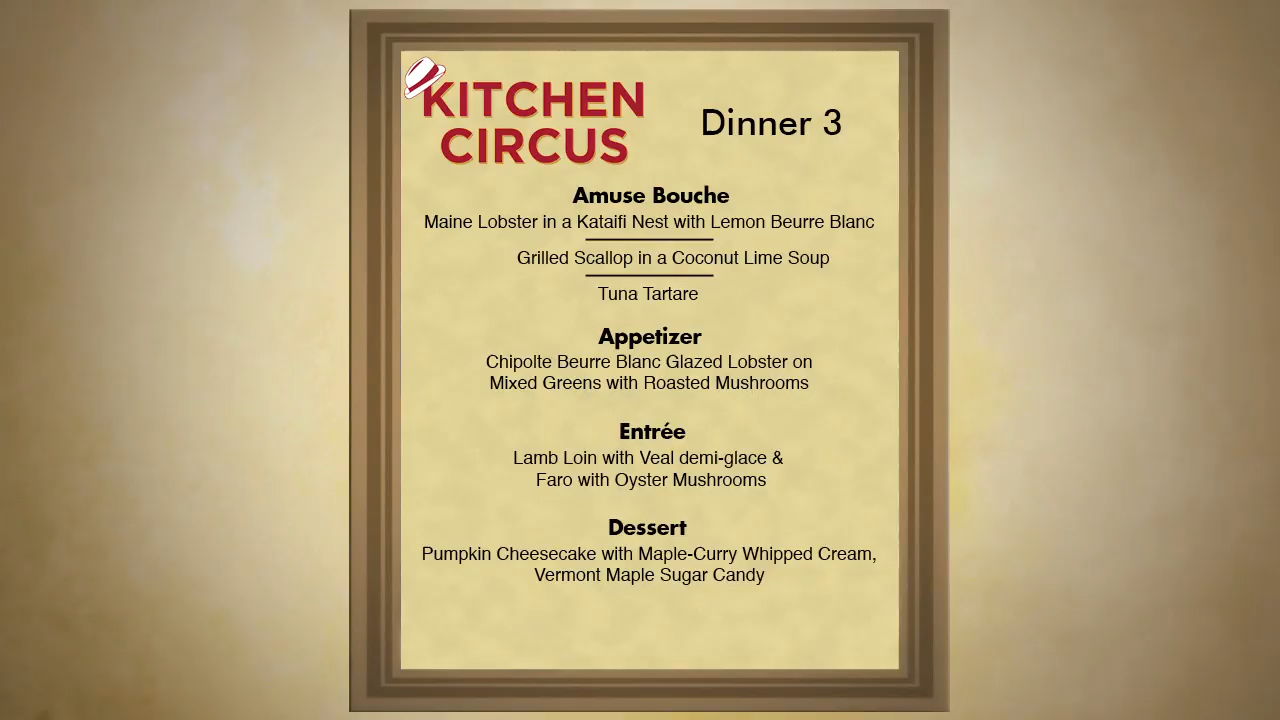 KITCHEN
CIRCUS
Dinner 3
Amuse Bouche
Maine Lobster in a Kataifi Nest with Lemon Beurre Blanc
Grilled Scallop in a Coconut Lime Soup
Tuna Tartare
Appetizer
Chipolte Beurre Blanc Glazed Lobster on
Mixed Greens with Roasted Mushrooms
Entrée
Lamb Loin with Veal demi-glace &
Faro with Oyster Mushrooms
Dessert
Pumpkin Cheesecake with Maple-Curry Whipped Cream,
Vermont Maple Sugar Candy